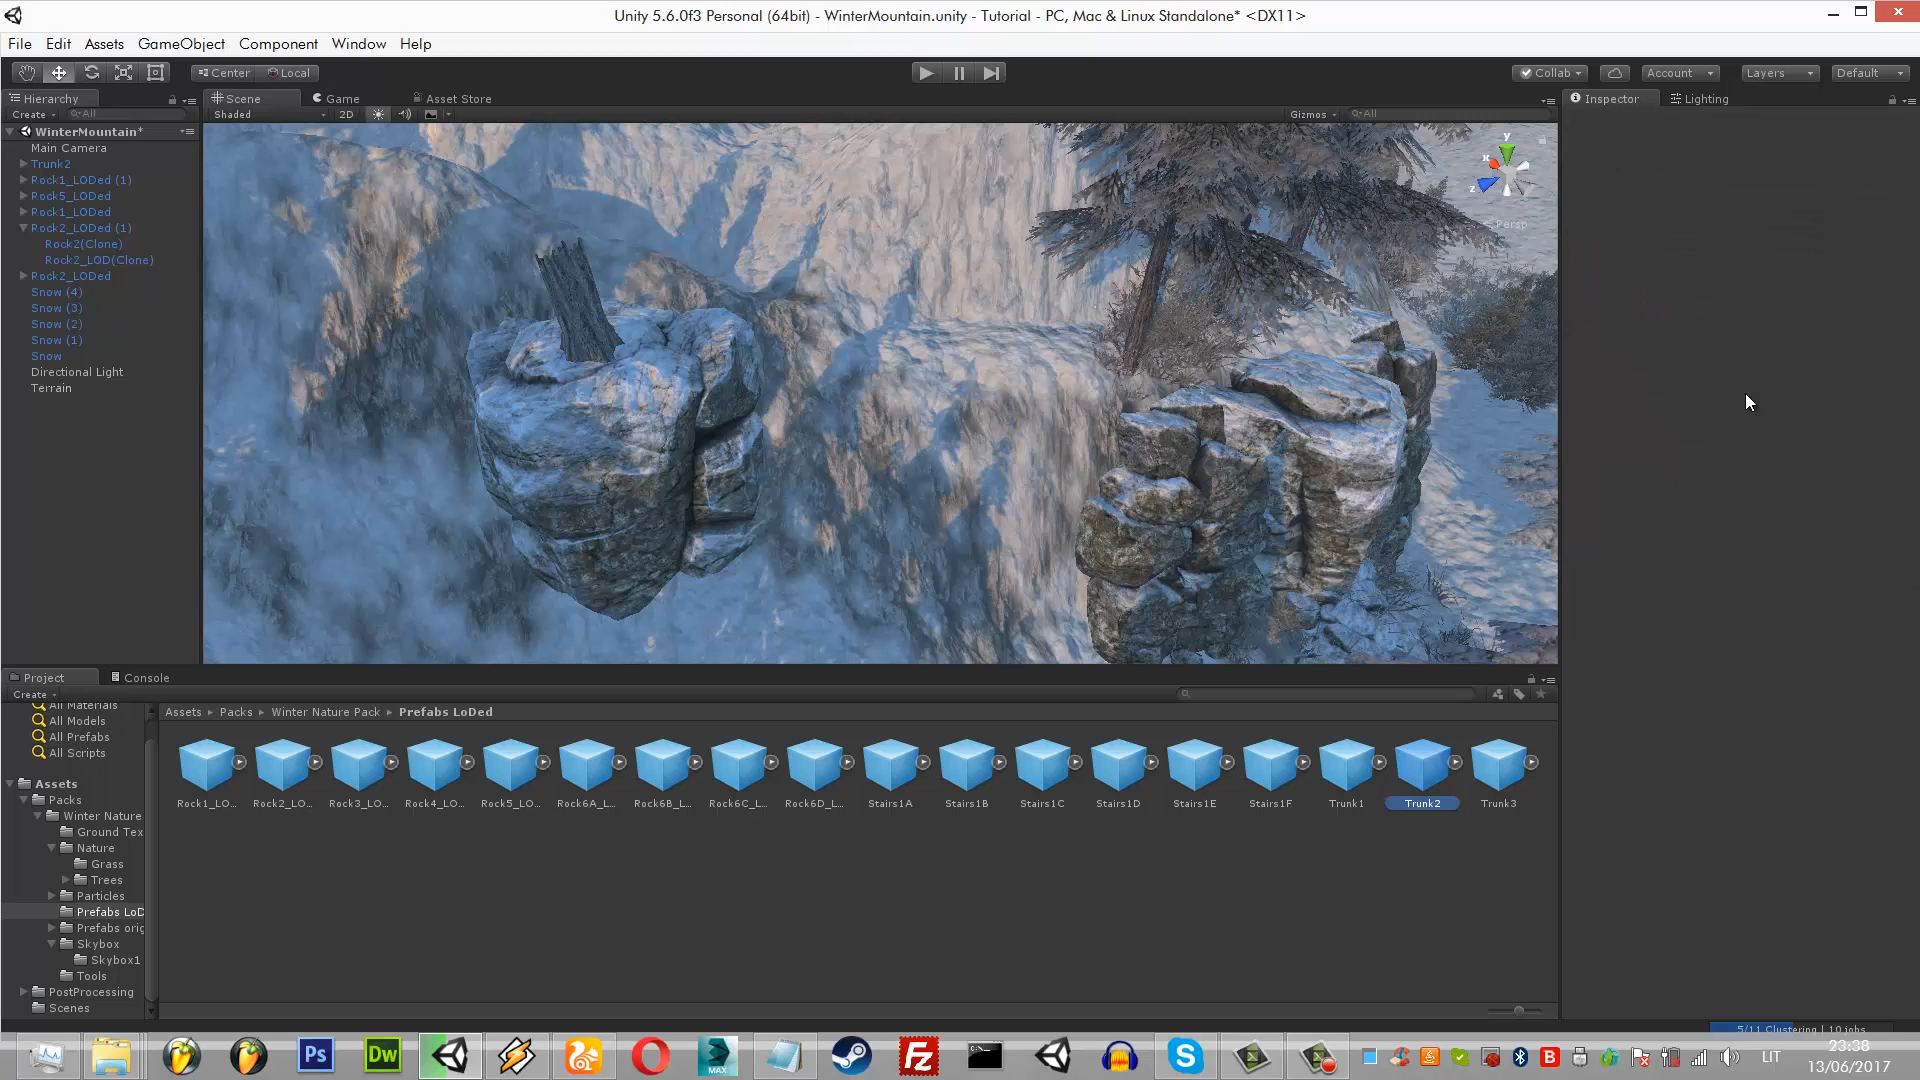 Unity 5.6.0f3 Personal (64bit) - WinterMountain.unity - Tutorial - PC, Mac & Linux Standalone* <DX11>
File Edit Assets GameObject Component Window Help
Center Local Collab Account Layers Default
Hierarchy Scene Game Asset Store Inspector Lighting
Create All Shaded 2D Gizmos All
WinterMountain*
Main Camera
Trunk2
Rock1_LODed (1)
Rock5_LODed
Rock1_LODed
Rock2_LODed (1)
Rock2(Clone)
Rock2_LOD(Clone)
Rock2_LODed
Snow (4)
Snow (3)
Snow (2)
Snow (1)
Snow
Directional Light
Terrain
y
x
z
Persp
Project Console
Create
All Materials
All Models
All Prefabs
All Scripts
Assets
Packs
Winter Nature
Ground Tex
Nature
Grass
Trees
Particles
Prefabs LoD
Prefabs orig
Skybox
Skybox1
Tools
PostProcessing
Scenes
Assets Packs Winter Nature Pack Prefabs LoDed
Rock1_LO... Rock2_LO... Rock3_LO... Rock4_LO... Rock5_LO... Rock6A_L... Rock6B_L... Rock6C_L... Rock6D_L... Stairs1A Stairs1B Stairs1C Stairs1D Stairs1E Stairs1F Trunk1 Trunk2 Trunk3
5/11 Clustering | 10 jobs
Ps Dw MAX Fz S B LIT
23:38
13/06/2017